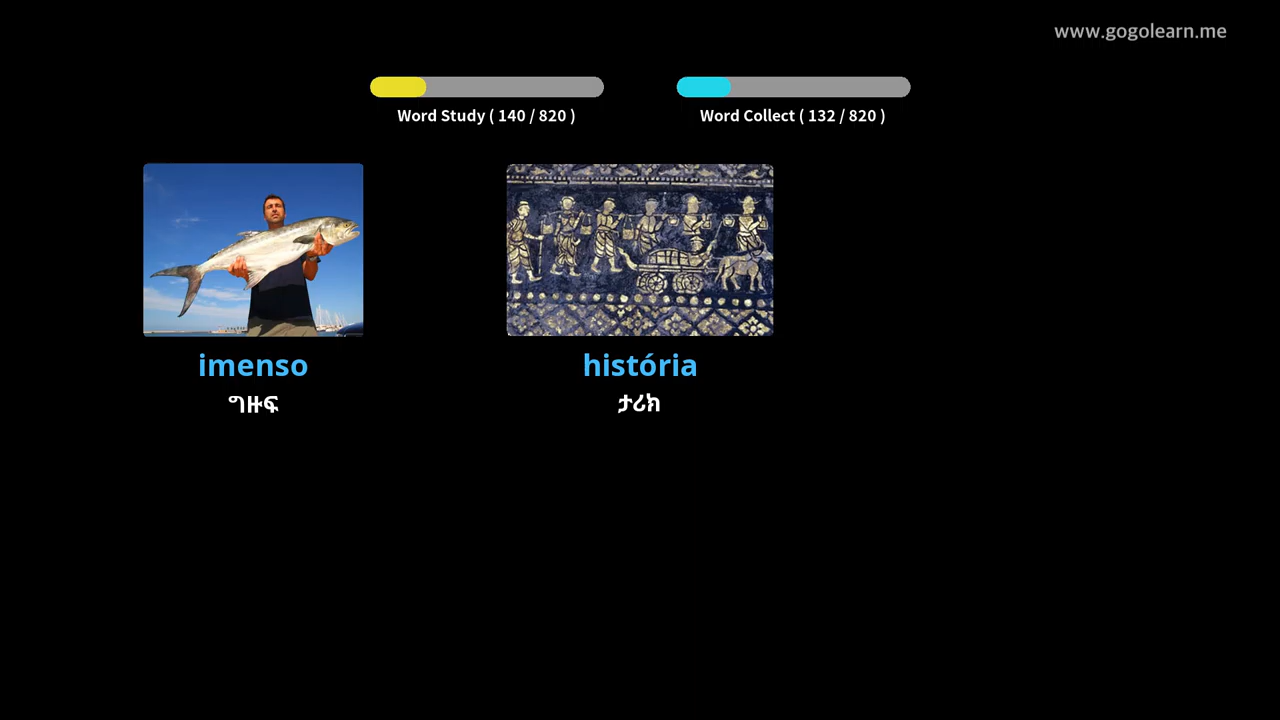 www.gogolearn.me
Word Study ( 140 / 820 )
Word Collect ( 132 / 820 )
imenso
ግዙፍ
história
ታሪክ